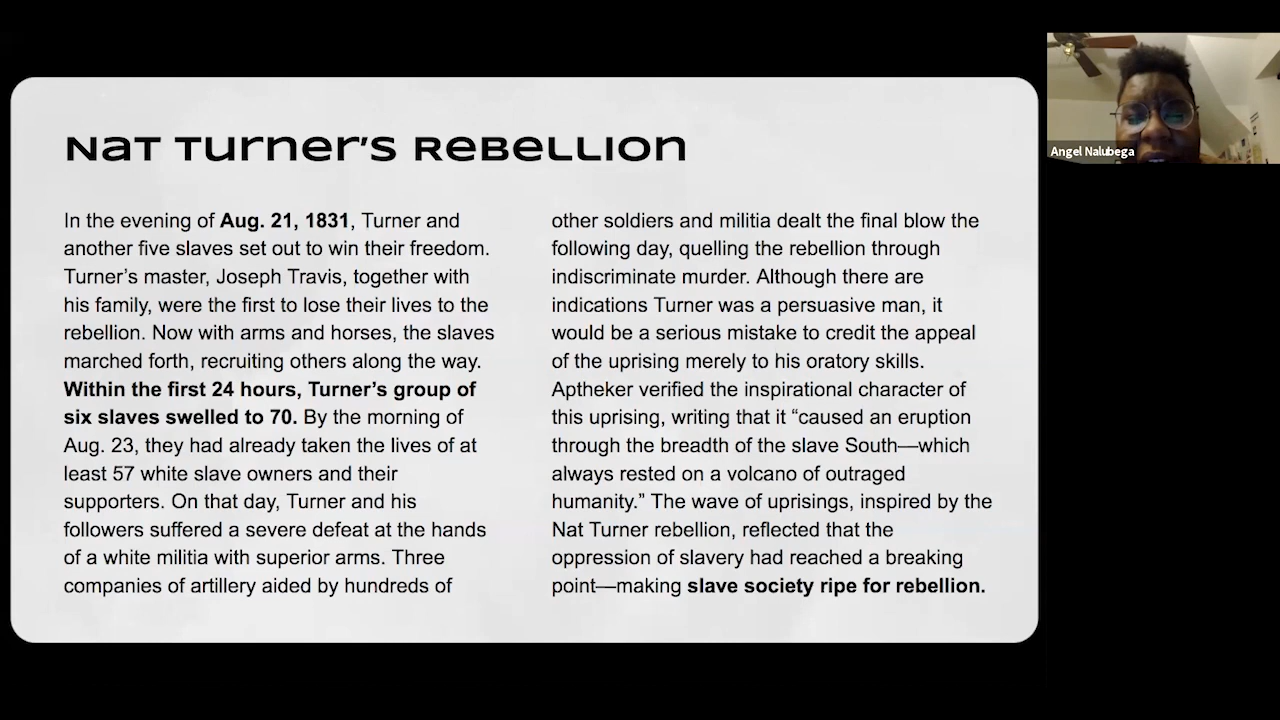 Nat Turner's Rebellion
In the evening of Aug. 21, 1831, Turner and
another five slaves set out to win their freedom.
Turner's master, Joseph Travis, together with
his family, were the first to lose their lives to the
rebellion. Now with arms and horses, the slaves
marched forth, recruiting others along the way.
Within the first 24 hours, Turner's group of
six slaves swelled to 70. By the morning of
Aug. 23, they had already taken the lives of at
least 57 white slave owners and their
supporters. On that day, Turner and his
followers suffered a severe defeat at the hands
of a white militia with superior arms. Three
companies of artillery aided by hundreds of
other soldiers and militia dealt the final blow the
following day, quelling the rebellion through
indiscriminate murder. Although there are
indications Turner was a persuasive man, it
would be a serious mistake to credit the appeal
of the uprising merely to his oratory skills.
Aptheker verified the inspirational character of
this uprising, writing that it “caused an eruption
through the breadth of the slave South—which
always rested on a volcano of outraged
humanity.” The wave of uprisings, inspired by the
Nat Turner rebellion, reflected that the
oppression of slavery had reached a breaking
point—making slave society ripe for rebellion.
Angel Nalubega